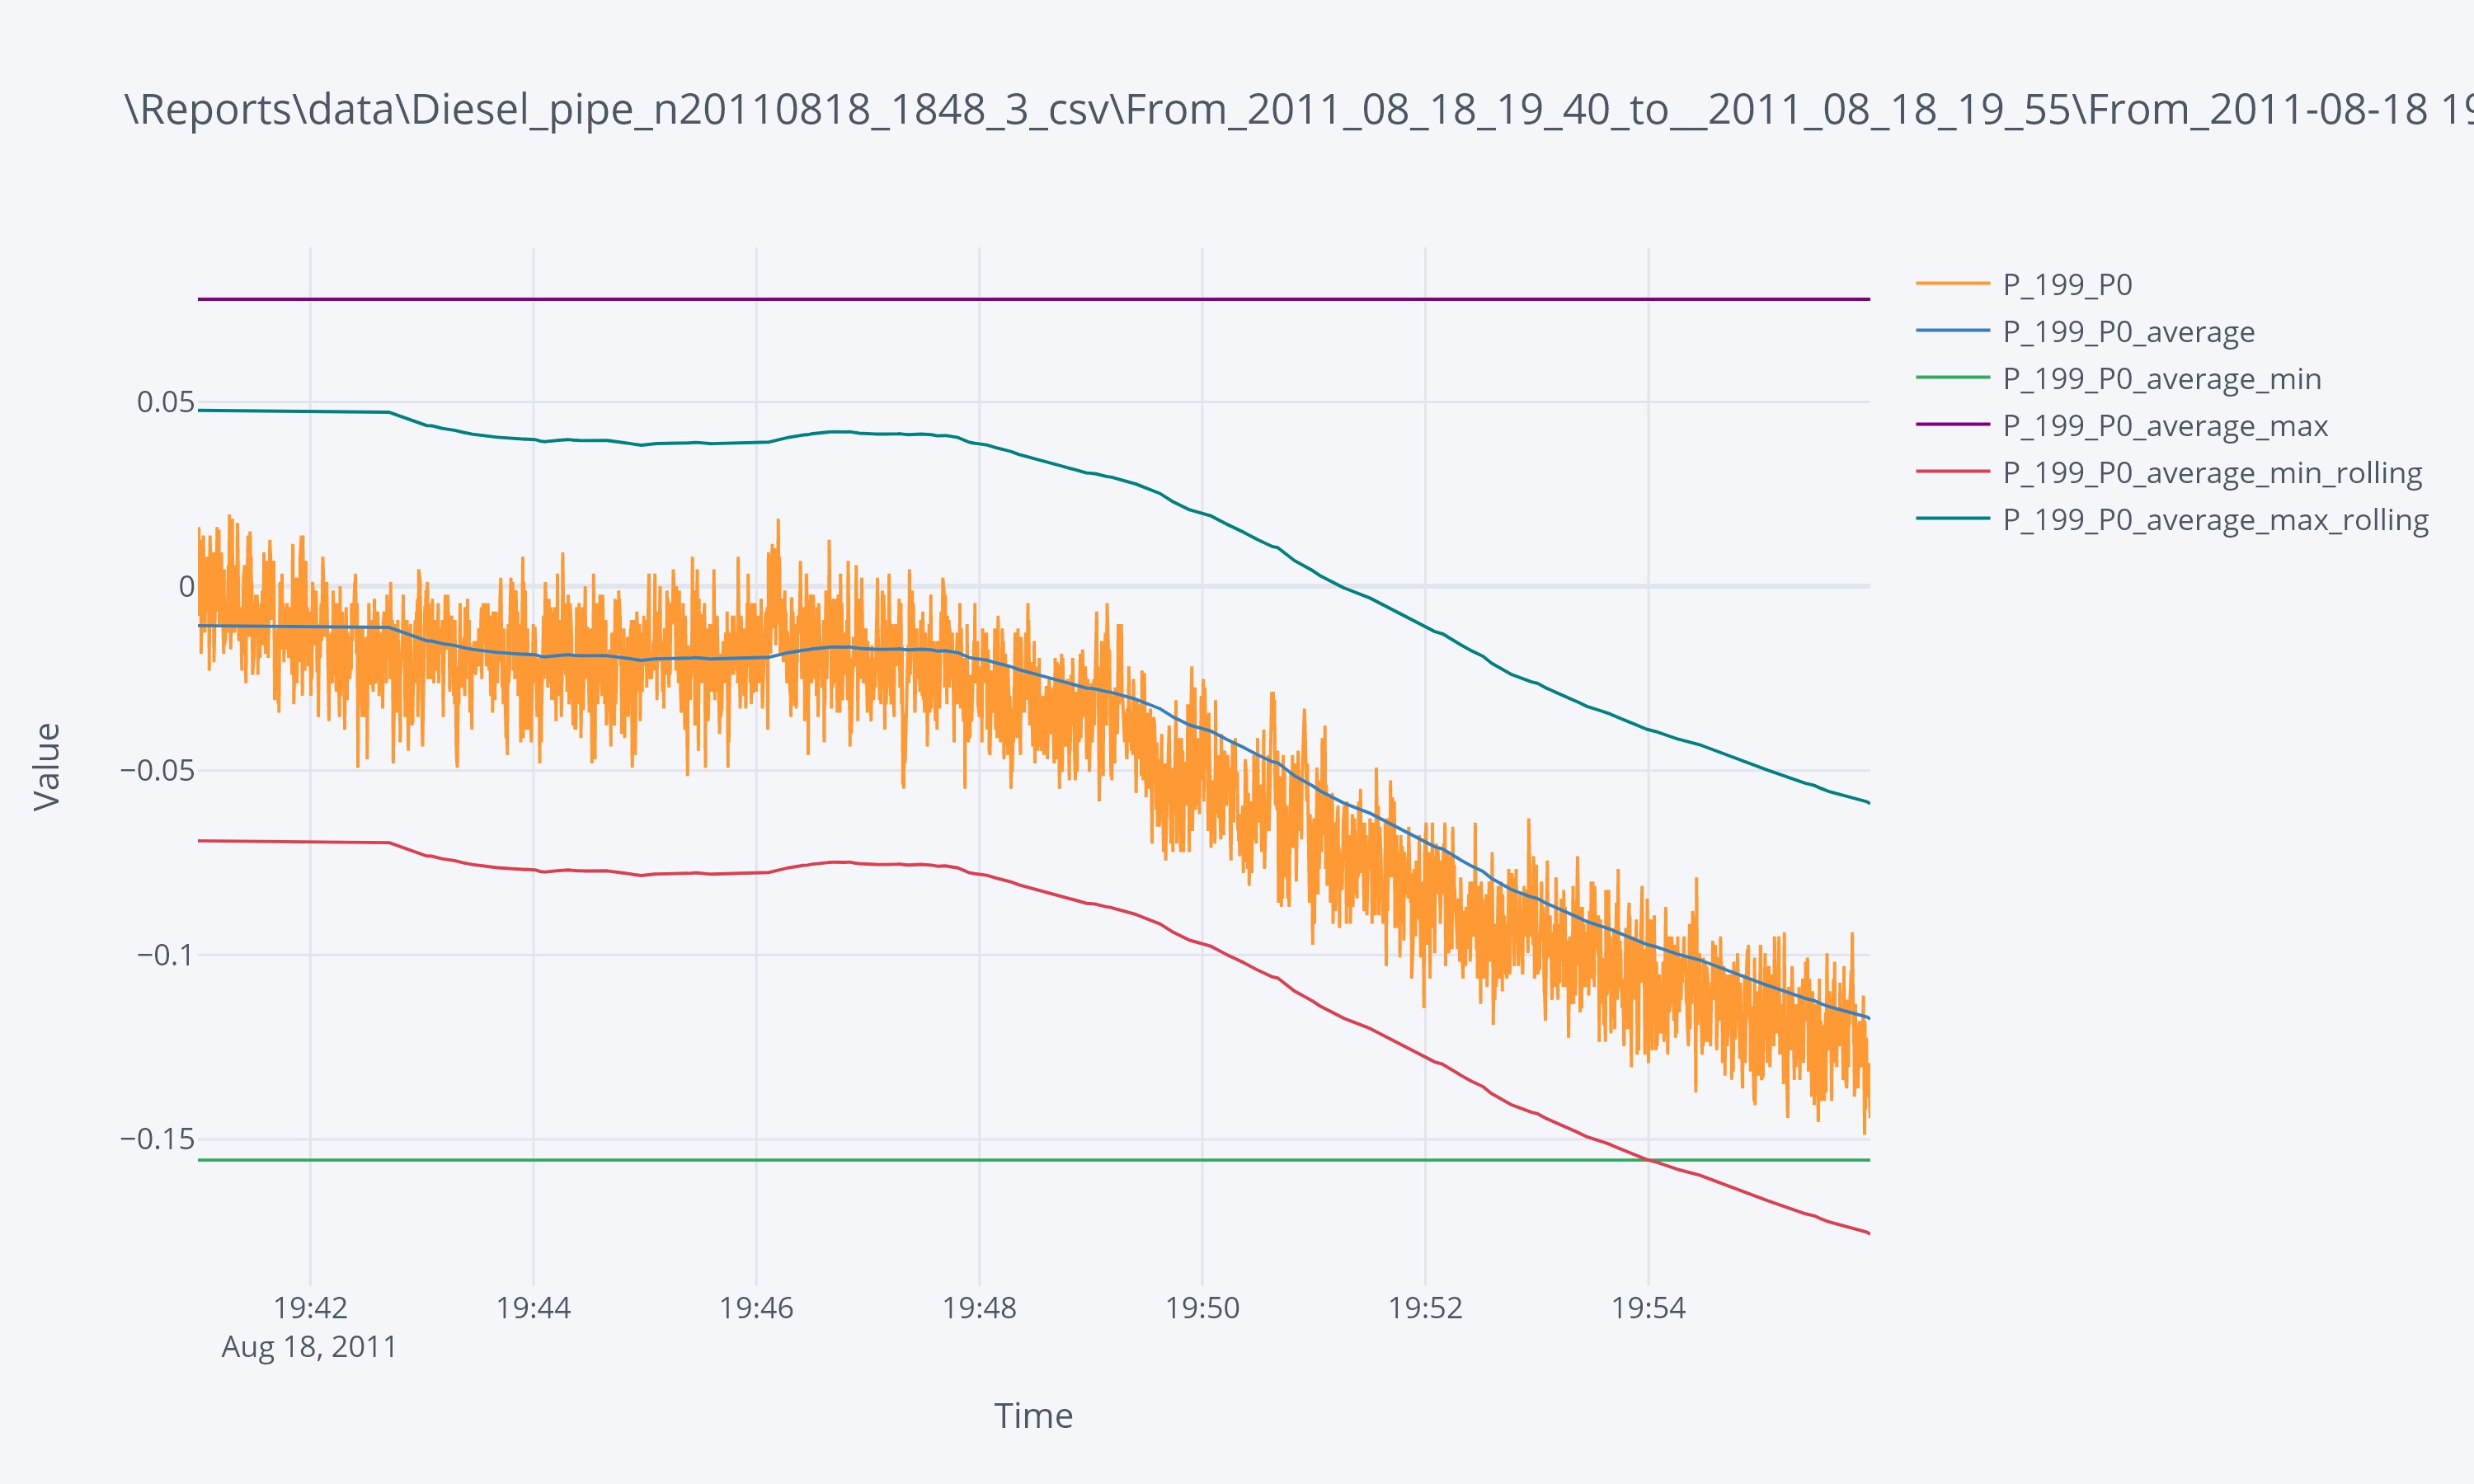 \Reports\data\Diesel_pipe_n20110818_1848_3_csv\From_2011_08_18_19_40_to__2011_08_18_19_55\From_2011-08-18 19
P_199_P0
P_199_P0_average
P_199_P0_average_min
P_199_P0_average_max
P_199_P0_average_min_rolling
P_199_P0_average_max_rolling
0.05
0
−0.05
−0.1
−0.15
Value
19:42
19:44
19:46
19:48
19:50
19:52
19:54
Aug 18, 2011
Time